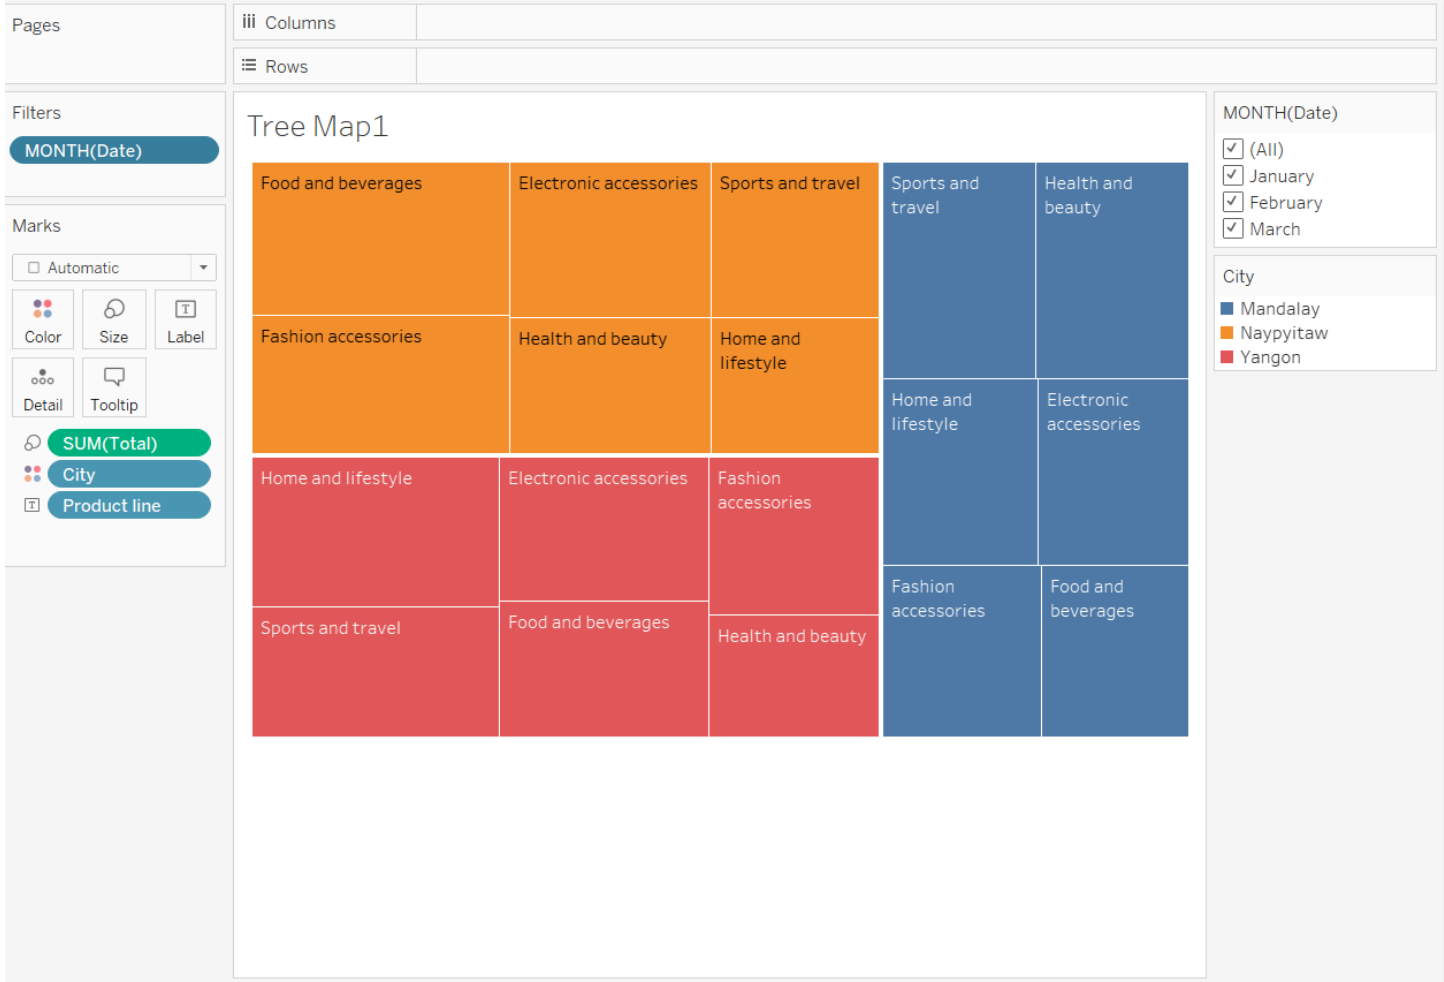 Pages
Columns
Rows
Filters
MONTH(Date)
Marks
Automatic
Color
Size
T
Label
Detail
Tooltip
SUM(Total)
City
T
Product line
Tree Map1
Food and beverages
Electronic accessories
Sports and travel
Fashion accessories
Health and beauty
Home and
lifestyle
Sports and
travel
Health and
beauty
Home and
lifestyle
Electronic
accessories
Fashion
accessories
Food and
beverages
Home and lifestyle
Electronic accessories
Fashion
accessories
Sports and travel
Food and beverages
Health and beauty
MONTH(Date)
(All)
January
February
March
City
Mandalay
Naypyitaw
Yangon